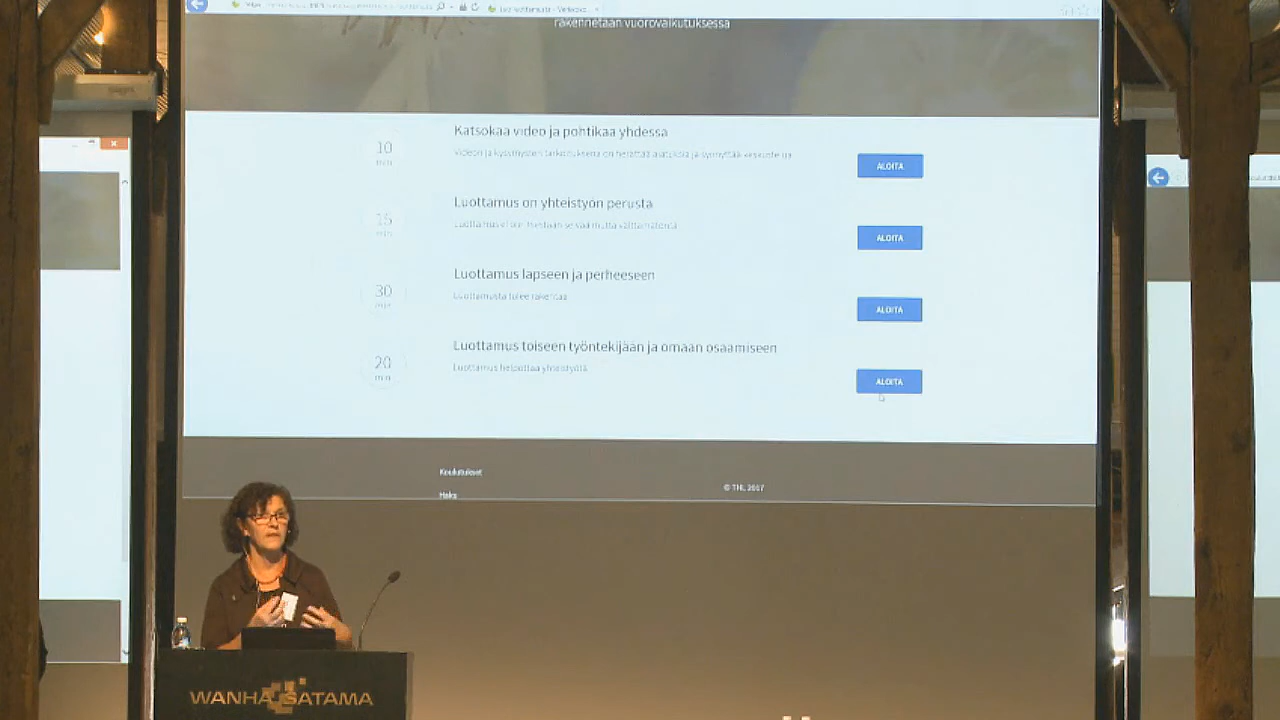 rakennetaan vuorovaikutuksessa
10
min
Katsokaa video ja pohtikaa yhdessä
ALOITA
15
min
Luottamus on yhteistyön perusta
ALOITA
30
min
Luottamus lapseen ja perheeseen
Luottamusta tulee rakentaa
ALOITA
20
min
Luottamus toiseen työntekijään ja omaan osaamiseen
Luottamus helpottaa yhteistyötä
ALOITA
Koulutukset
Haku
© THL 2017
WANHA SATAMA